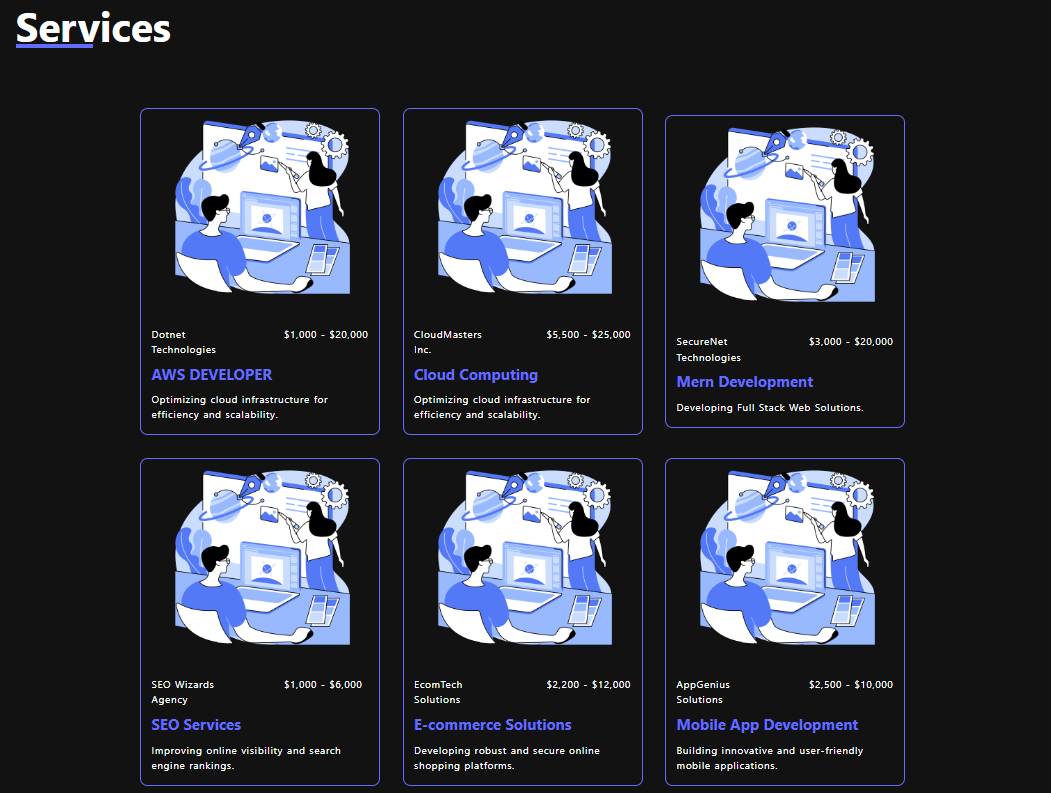 Services
Dotnet Technologies
$1,000 - $20,000
AWS DEVELOPER
Optimizing cloud infrastructure for
efficiency and scalability.
CloudMasters Inc.
$5,500 - $25,000
Cloud Computing
Optimizing cloud infrastructure for
efficiency and scalability.
SecureNet Technologies
$3,000 - $20,000
Mern Development
Developing Full Stack Web Solutions.
SEO Wizards Agency
$1,000 - $6,000
SEO Services
Improving online visibility and search
engine rankings.
EcomTech Solutions
$2,200 - $12,000
E-commerce Solutions
Developing robust and secure online
shopping platforms.
AppGenius Solutions
$2,500 - $10,000
Mobile App Development
Building innovative and user-friendly
mobile applications.